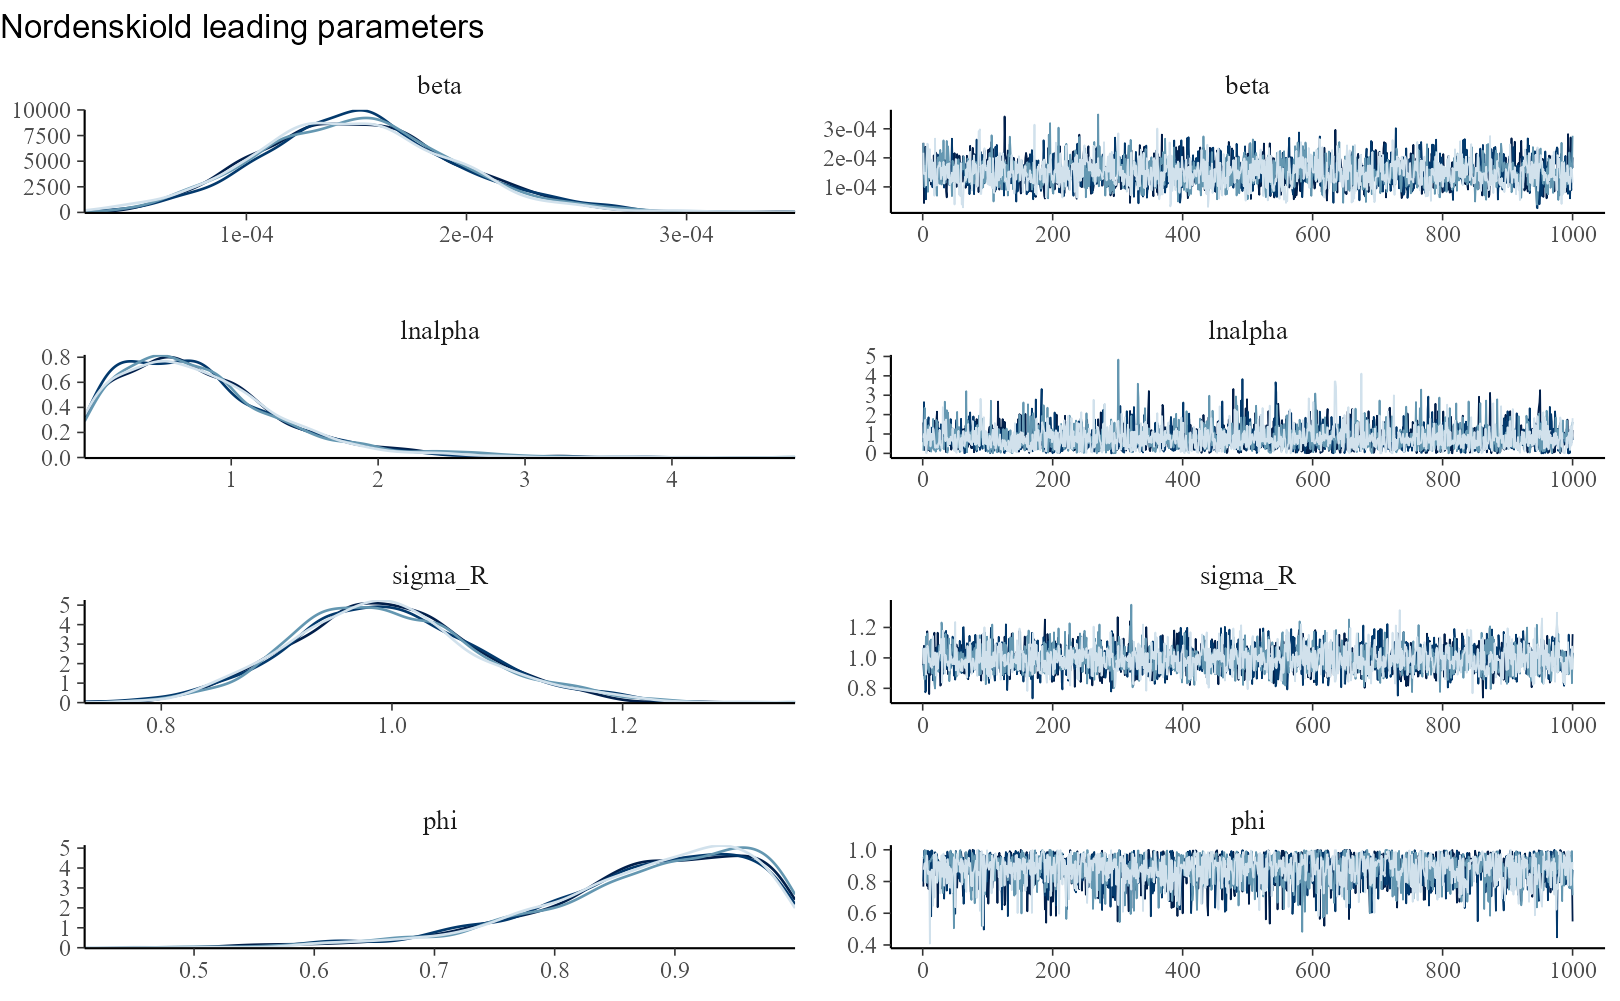 Nordenskiold leading parameters
beta
10000
7500
5000
2500
0
1e-04 2e-04 3e-04
beta
3e-04
2e-04
1e-04
0 200 400 600 800 1000
lnalpha
0.8
0.6
0.4
0.2
0.0
1 2 3 4
lnalpha
5
4
3
2
1
0
0 200 400 600 800 1000
sigma_R
5
4
3
2
1
0
0.8 1.0 1.2
sigma_R
1.2
1.0
0.8
0 200 400 600 800 1000
phi
5
4
3
2
1
0
0.5 0.6 0.7 0.8 0.9
phi
1.0
0.8
0.6
0.4
0 200 400 600 800 1000